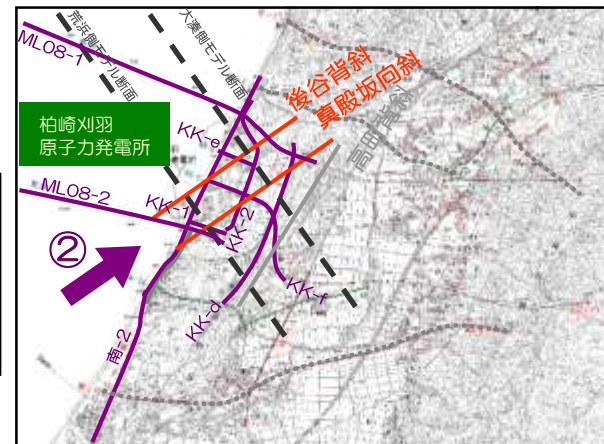 荒浜側モデル断面
大湊側モデル断面
ML08-1
後谷背斜
真殿坂向斜
高田背斜
柏崎刈羽
原子力発電所
KK-e
ML08-2
KK-1
KK-2
②
KK-d
KK-f
南-2